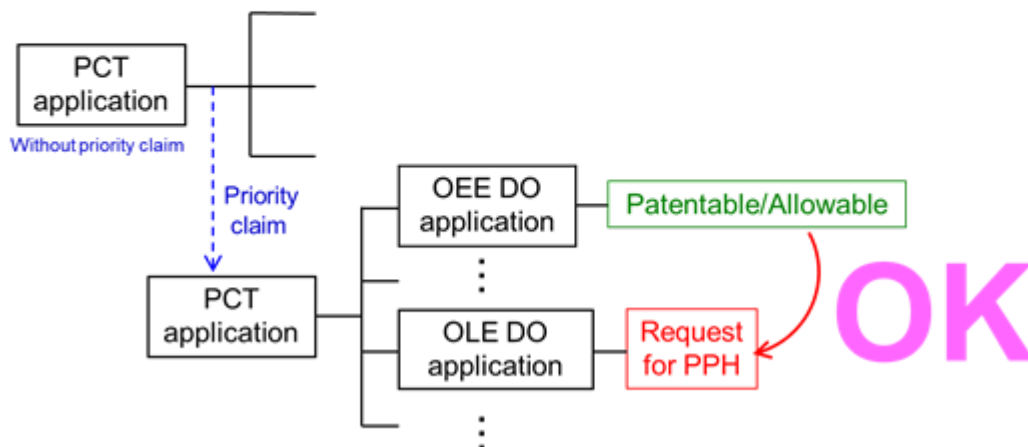 PCT
application
Without priority claim
Priority
claim
OEE DO
application
Patentable/Allowable
PCT
application
OLE DO
application
Request
for PPH
OK